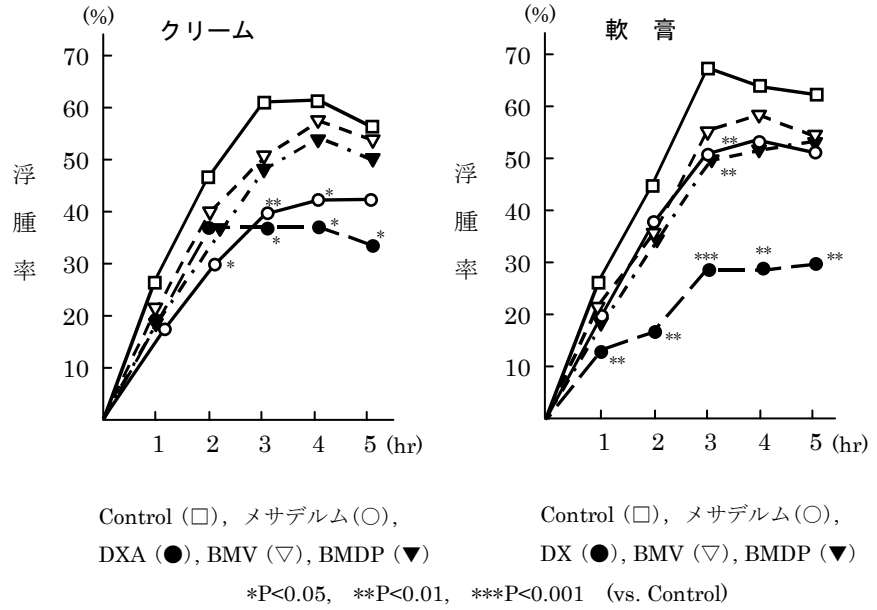 (%)
クリーム
70
60
50
40
30
20
10
浮腫率
**
*
*
*
*
*
1 2 3 4 5 (hr)
Control (□), メサデルム(○),
DXA (●), BMV (▽), BMDP (▼)
(%)
軟 膏
70
60
50
40
30
20
10
浮腫率
**
**
***
**
**
**
**
1 2 3 4 5 (hr)
Control (□), メサデルム(○),
DX (●), BMV (▽), BMDP (▼)
*P<0.05, **P<0.01, ***P<0.001 (vs. Control)